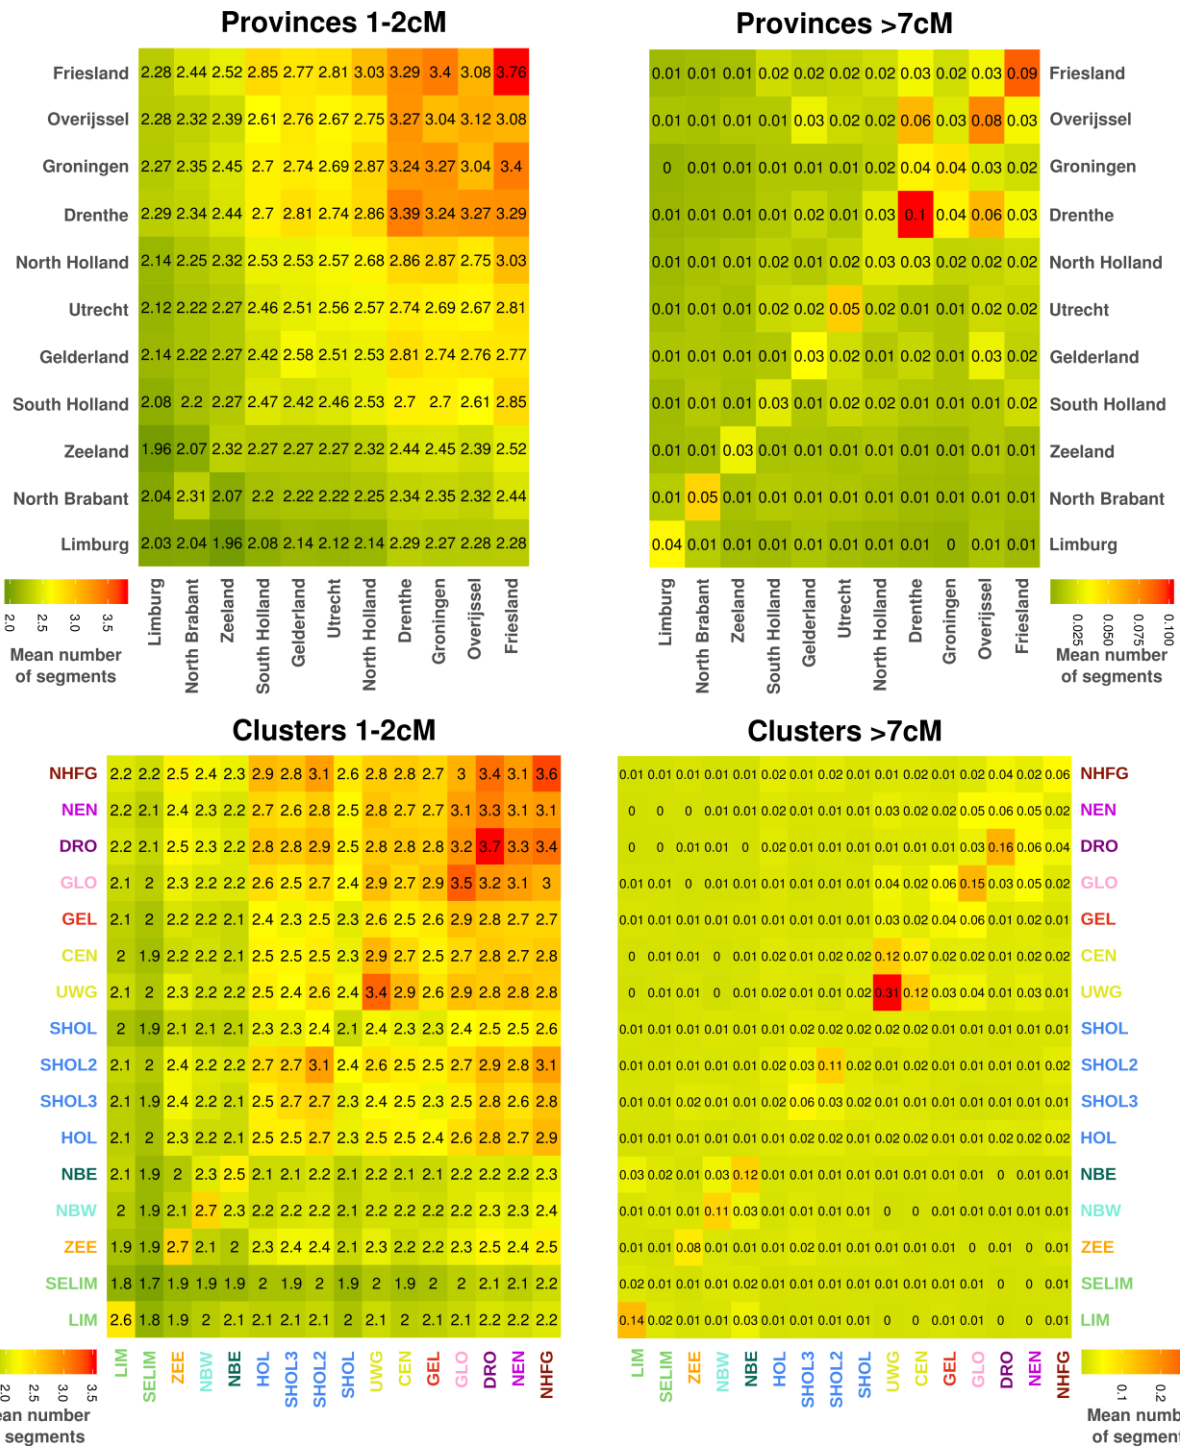 Provinces 1-2cM
Friesland 2.28 2.44 2.52 2.85 2.77 2.81 3.03 3.29 3.4 3.08 3.76
Overijssel 2.28 2.32 2.39 2.61 2.76 2.67 2.75 3.27 3.04 3.12 3.08
Groningen 2.27 2.35 2.45 2.7 2.74 2.69 2.87 3.24 3.27 3.04 3.4
Drenthe 2.29 2.34 2.44 2.7 2.81 2.74 2.86 3.39 3.24 3.27 3.29
North Holland 2.14 2.25 2.32 2.53 2.53 2.57 2.68 2.86 2.87 2.75 3.03
Utrecht 2.12 2.22 2.27 2.46 2.51 2.56 2.57 2.74 2.69 2.67 2.81
Gelderland 2.14 2.22 2.27 2.42 2.58 2.51 2.53 2.81 2.74 2.76 2.77
South Holland 2.08 2.2 2.27 2.47 2.42 2.46 2.53 2.7 2.7 2.61 2.85
Zeeland 1.96 2.07 2.32 2.27 2.27 2.27 2.32 2.44 2.45 2.39 2.52
North Brabant 2.04 2.31 2.07 2.2 2.22 2.22 2.25 2.34 2.35 2.32 2.44
Limburg 2.03 2.04 1.96 2.08 2.14 2.12 2.14 2.29 2.27 2.28 2.28
Limburg North Brabant Zeeland South Holland Gelderland Utrecht North Holland Drenthe Groningen Overijssel Friesland
2.0 2.5 3.0 3.5
Mean number
of segments
Provinces >7cM
0.01 0.01 0.01 0.02 0.02 0.02 0.02 0.03 0.02 0.03 0.09 Friesland
0.01 0.01 0.01 0.01 0.03 0.02 0.02 0.06 0.03 0.08 0.03 Overijssel
0 0.01 0.01 0.01 0.01 0.01 0.02 0.04 0.04 0.03 0.02 Groningen
0.01 0.01 0.01 0.01 0.02 0.01 0.03 0.1 0.04 0.06 0.03 Drenthe
0.01 0.01 0.01 0.02 0.01 0.02 0.03 0.03 0.02 0.02 0.02 North Holland
0.01 0.01 0.01 0.02 0.02 0.05 0.02 0.01 0.01 0.02 0.02 Utrecht
0.01 0.01 0.01 0.01 0.03 0.02 0.01 0.02 0.01 0.03 0.02 Gelderland
0.01 0.01 0.01 0.03 0.01 0.02 0.02 0.01 0.01 0.01 0.02 South Holland
0.01 0.01 0.03 0.01 0.01 0.01 0.01 0.01 0.01 0.01 0.01 Zeeland
0.01 0.05 0.01 0.01 0.01 0.01 0.01 0.01 0.01 0.01 0.01 North Brabant
0.04 0.01 0.01 0.01 0.01 0.01 0.01 0.01 0 0.01 0.01 Limburg
Limburg North Brabant Zeeland South Holland Gelderland Utrecht North Holland Drenthe Groningen Overijssel Friesland
0.025 0.050 0.075 0.100
Mean number
of segments
Clusters 1-2cM
NHFG 2.2 2.2 2.5 2.4 2.3 2.9 2.8 3.1 2.6 2.8 2.8 2.7 3 3.4 3.1 3.6
NEN 2.2 2.1 2.4 2.3 2.2 2.7 2.6 2.8 2.5 2.8 2.7 2.7 3.1 3.3 3.1 3.1
DRO 2.2 2.1 2.5 2.3 2.2 2.8 2.8 2.9 2.5 2.8 2.8 2.8 3.2 3.7 3.3 3.4
GLO 2.1 2 2.3 2.2 2.2 2.6 2.5 2.7 2.4 2.9 2.7 2.9 3.5 3.2 3.1 3
GEL 2.1 2 2.2 2.2 2.1 2.4 2.3 2.5 2.3 2.6 2.5 2.6 2.9 2.8 2.7 2.7
CEN 2 1.9 2.2 2.2 2.1 2.5 2.5 2.5 2.3 2.9 2.7 2.5 2.7 2.8 2.7 2.8
UWG 2.1 2 2.3 2.2 2.2 2.5 2.4 2.6 2.4 3.4 2.9 2.6 2.9 2.8 2.8 2.8
SHOL 2 1.9 2.1 2.1 2.1 2.3 2.3 2.4 2.1 2.4 2.3 2.3 2.4 2.5 2.5 2.6
SHOL2 2.1 2 2.4 2.2 2.2 2.7 2.7 3.1 2.4 2.6 2.5 2.5 2.7 2.9 2.8 3.1
SHOL3 2.1 1.9 2.4 2.2 2.1 2.5 2.7 2.7 2.3 2.4 2.5 2.3 2.5 2.8 2.6 2.8
HOL 2.1 2 2.3 2.2 2.1 2.5 2.5 2.7 2.3 2.5 2.5 2.4 2.6 2.8 2.7 2.9
NBE 2.1 1.9 2 2.3 2.5 2.1 2.1 2.2 2.1 2.2 2.1 2.1 2.2 2.2 2.2 2.3
NBW 2 1.9 2.1 2.7 2.3 2.2 2.2 2.2 2.1 2.2 2.2 2.2 2.2 2.3 2.3 2.4
ZEE 1.9 1.9 2.7 2.1 2 2.3 2.4 2.4 2.1 2.3 2.2 2.2 2.3 2.5 2.4 2.5
SELIM 1.8 1.7 1.9 1.9 1.9 2 1.9 2 1.9 2 1.9 2 2 2.1 2.1 2.2
LIM 2.6 1.8 1.9 2 2.1 2.1 2.1 2.1 2 2.1 2 2.1 2.1 2.2 2.2 2.2
LIM SELIM ZEE NBW NBE HOL SHOL3 SHOL2 SHOL UWG CEN GEL GLO DRO NEN NHFG
2.0 2.5 3.0 3.5
ean number
segments
Clusters >7cM
0.01 0.01 0.01 0.01 0.01 0.02 0.01 0.02 0.01 0.01 0.02 0.01 0.02 0.04 0.02 0.06 NHFG
0 0 0 0.01 0.01 0.02 0.01 0.01 0.01 0.03 0.02 0.02 0.05 0.06 0.05 0.02 NEN
0 0 0.01 0.01 0 0.02 0.01 0.01 0.01 0.01 0.01 0.01 0.03 0.16 0.06 0.04 DRO
0.01 0.01 0 0.01 0.01 0.01 0.01 0.01 0.01 0.04 0.02 0.06 0.15 0.03 0.05 0.02 GLO
0.01 0.01 0.01 0.01 0.01 0.01 0.01 0.01 0.01 0.03 0.02 0.04 0.06 0.01 0.02 0.01 GEL
0 0.01 0.01 0 0.01 0.02 0.01 0.02 0.02 0.12 0.07 0.02 0.02 0.01 0.02 0.02 CEN
0 0.01 0.01 0 0.01 0.02 0.01 0.01 0.02 0.31 0.12 0.03 0.04 0.01 0.03 0.01 UWG
0.01 0.01 0.01 0.01 0.01 0.01 0.02 0.02 0.02 0.02 0.02 0.01 0.01 0.01 0.01 0.01 SHOL
0.01 0.01 0.01 0.01 0.01 0.02 0.03 0.11 0.02 0.01 0.02 0.01 0.01 0.01 0.01 0.02 SHOL2
0.01 0.01 0.02 0.01 0.01 0.02 0.06 0.03 0.02 0.01 0.01 0.01 0.01 0.01 0.01 0.01 SHOL3
0.01 0.01 0.01 0.01 0.01 0.01 0.02 0.02 0.01 0.02 0.02 0.01 0.01 0.02 0.02 0.02 HOL
0.03 0.02 0.01 0.03 0.12 0.01 0.01 0.01 0.01 0.01 0.01 0.01 0.01 0 0.01 0.01 NBE
0.01 0.01 0.01 0.11 0.03 0.01 0.01 0.01 0.01 0 0 0.01 0.01 0.01 0.01 0.01 NBW
0.01 0.01 0.08 0.01 0.01 0.01 0.02 0.01 0.01 0.01 0.01 0.01 0 0.01 0 0.01 ZEE
0.02 0.01 0.01 0.01 0.02 0.01 0.01 0.01 0.01 0.01 0.01 0.01 0.01 0 0 0.01 SELIM
0.14 0.02 0.01 0.01 0.03 0.01 0.01 0.01 0.01 0 0 0.01 0.01 0 0 0.01 LIM
LIM SELIM ZEE NBW NBE HOL SHOL3 SHOL2 SHOL UWG CEN GEL GLO DRO NEN NHFG
0.1 0.2
Mean numb
of segment